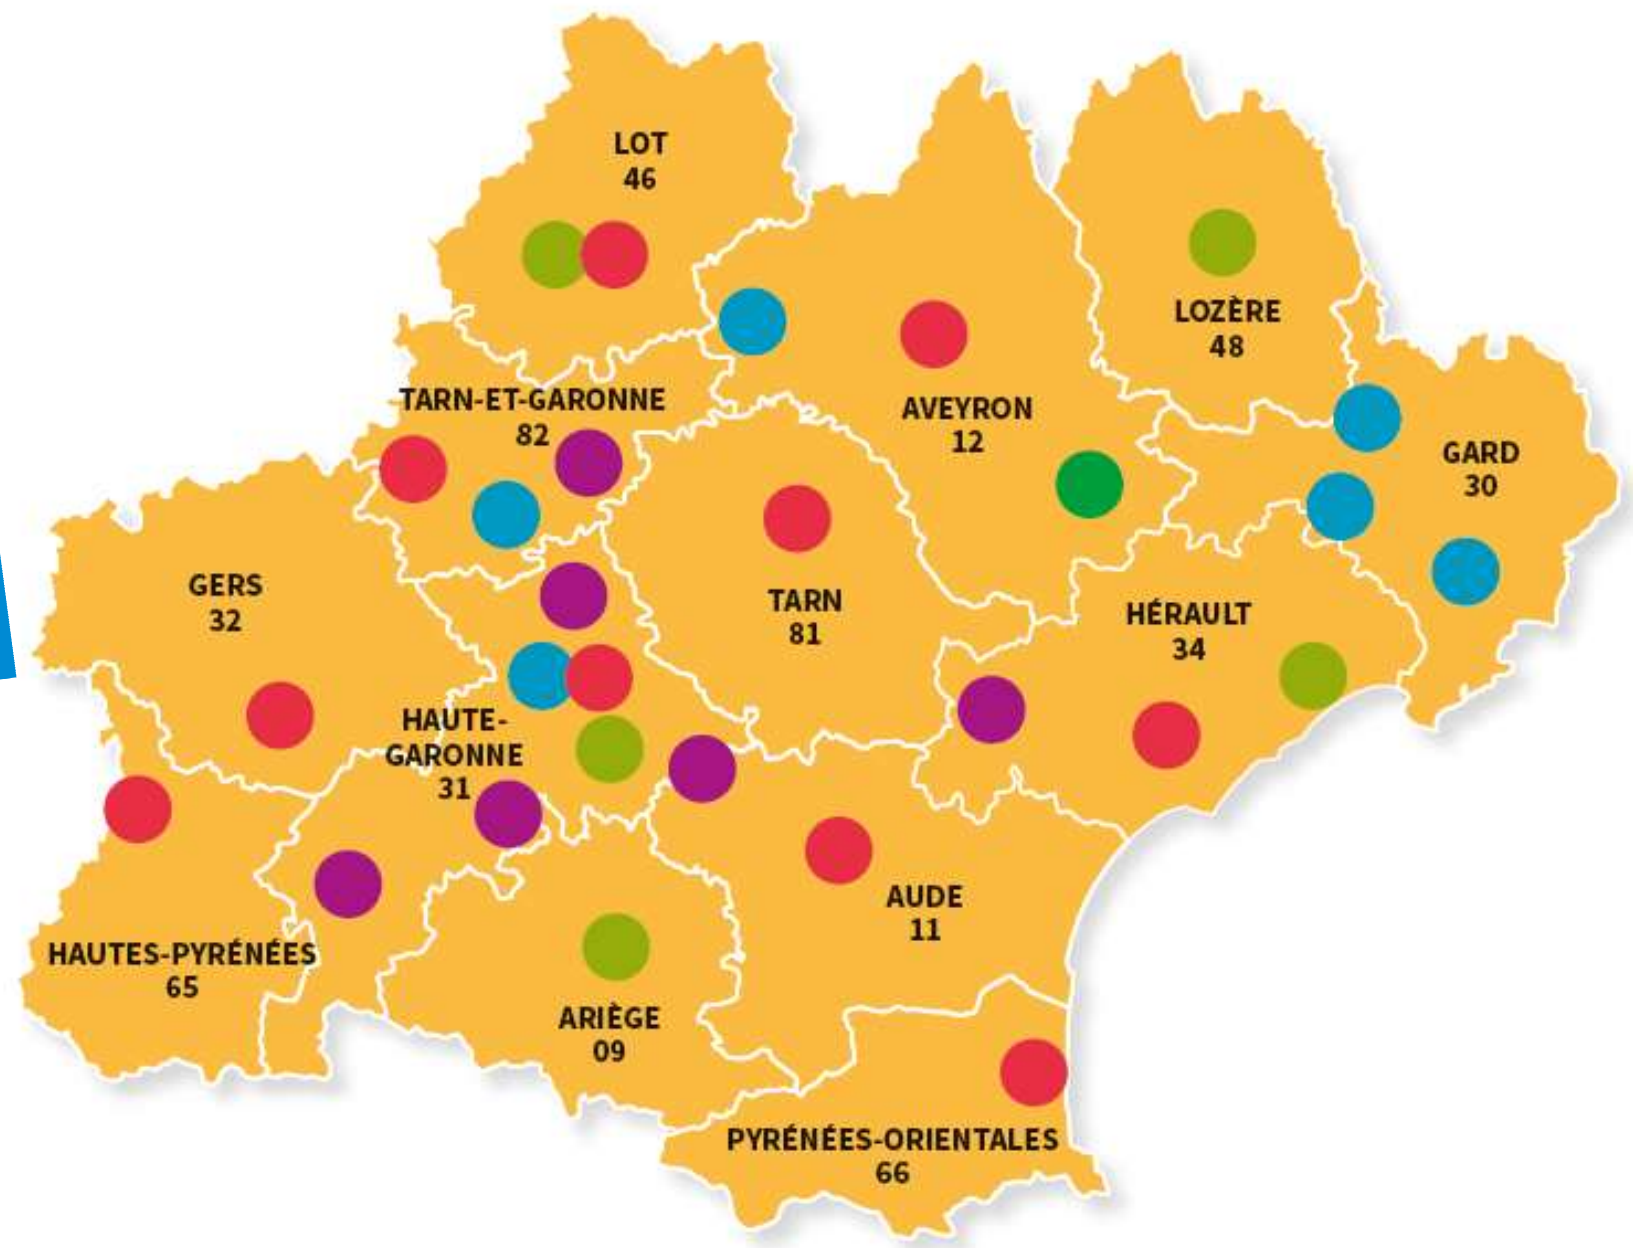 LOT
46
LOZÈRE
48
TARN-ET-GARONNE
82
AVEYRON
12
GARD
30
GERS
32
TARN
81
HÉRAULT
34
HAUTE-
GARONNE
31
AUDE
11
HAUTES-PYRÉNÉES
65
ARIÈGE
09
PYRÉNÉES-ORIENTALES
66